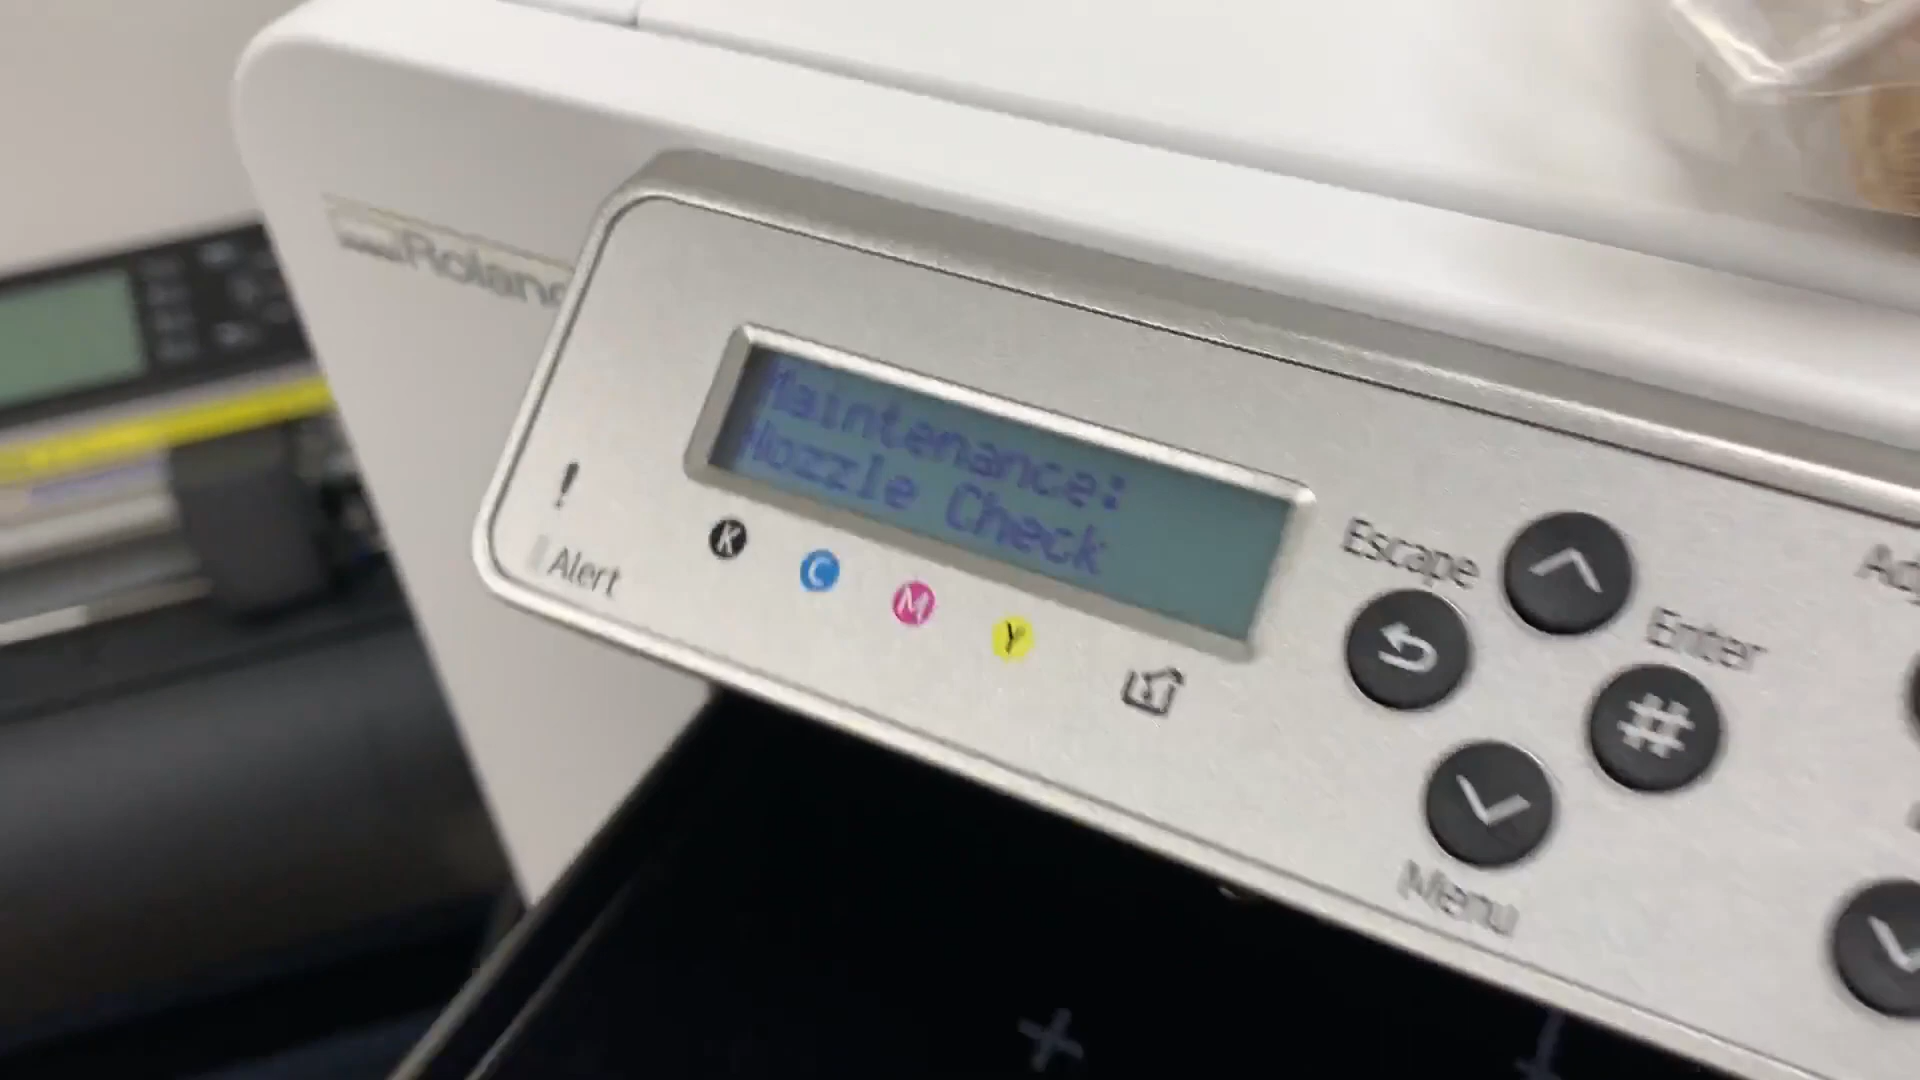 Roland
Maintenance:
Nozzle Check
!
Alert
K
C
M
Y
Escape
Enter
#
Menu